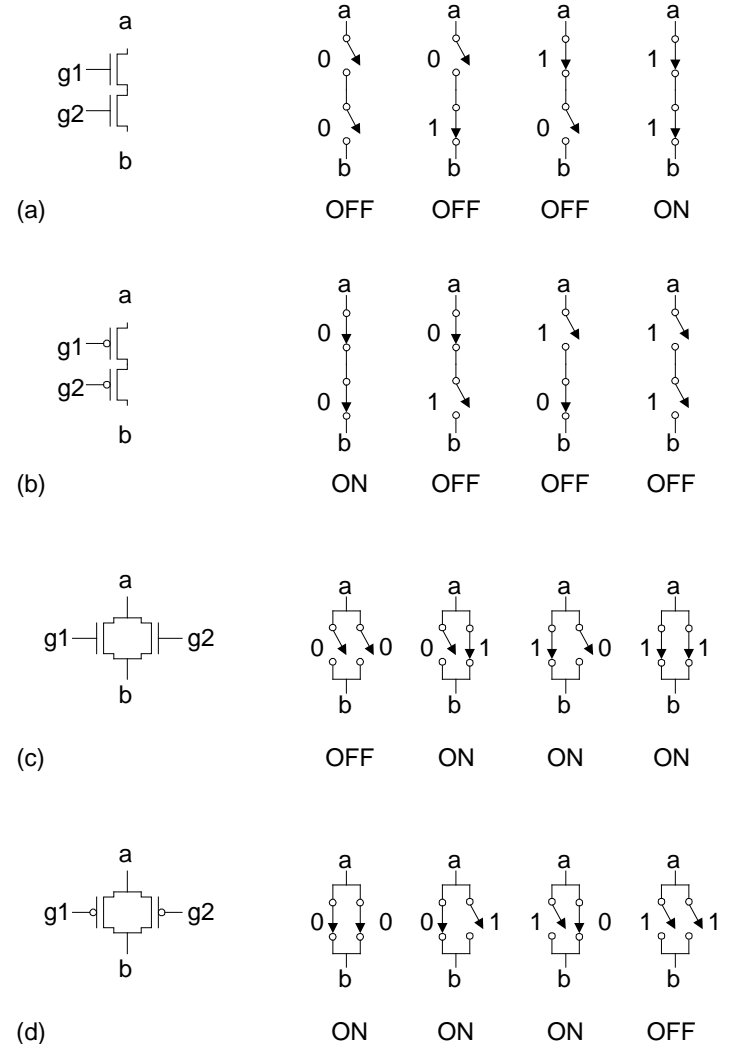 a a a a a
g1 0 0 1 1
g2 0 1 0 1
b b b b b
(a) OFF OFF OFF ON
a a a a a
g1 0 0 1 1
g2 0 1 0 1
b b b b b
(b) ON OFF OFF OFF
a a a a a
g1 g2 0 0 0 1 1 0 1 1
b b b b b
(c) OFF ON ON ON
a a a a a
g1 g2 0 0 0 1 1 0 1 1
b b b b b
(d) ON ON ON OFF